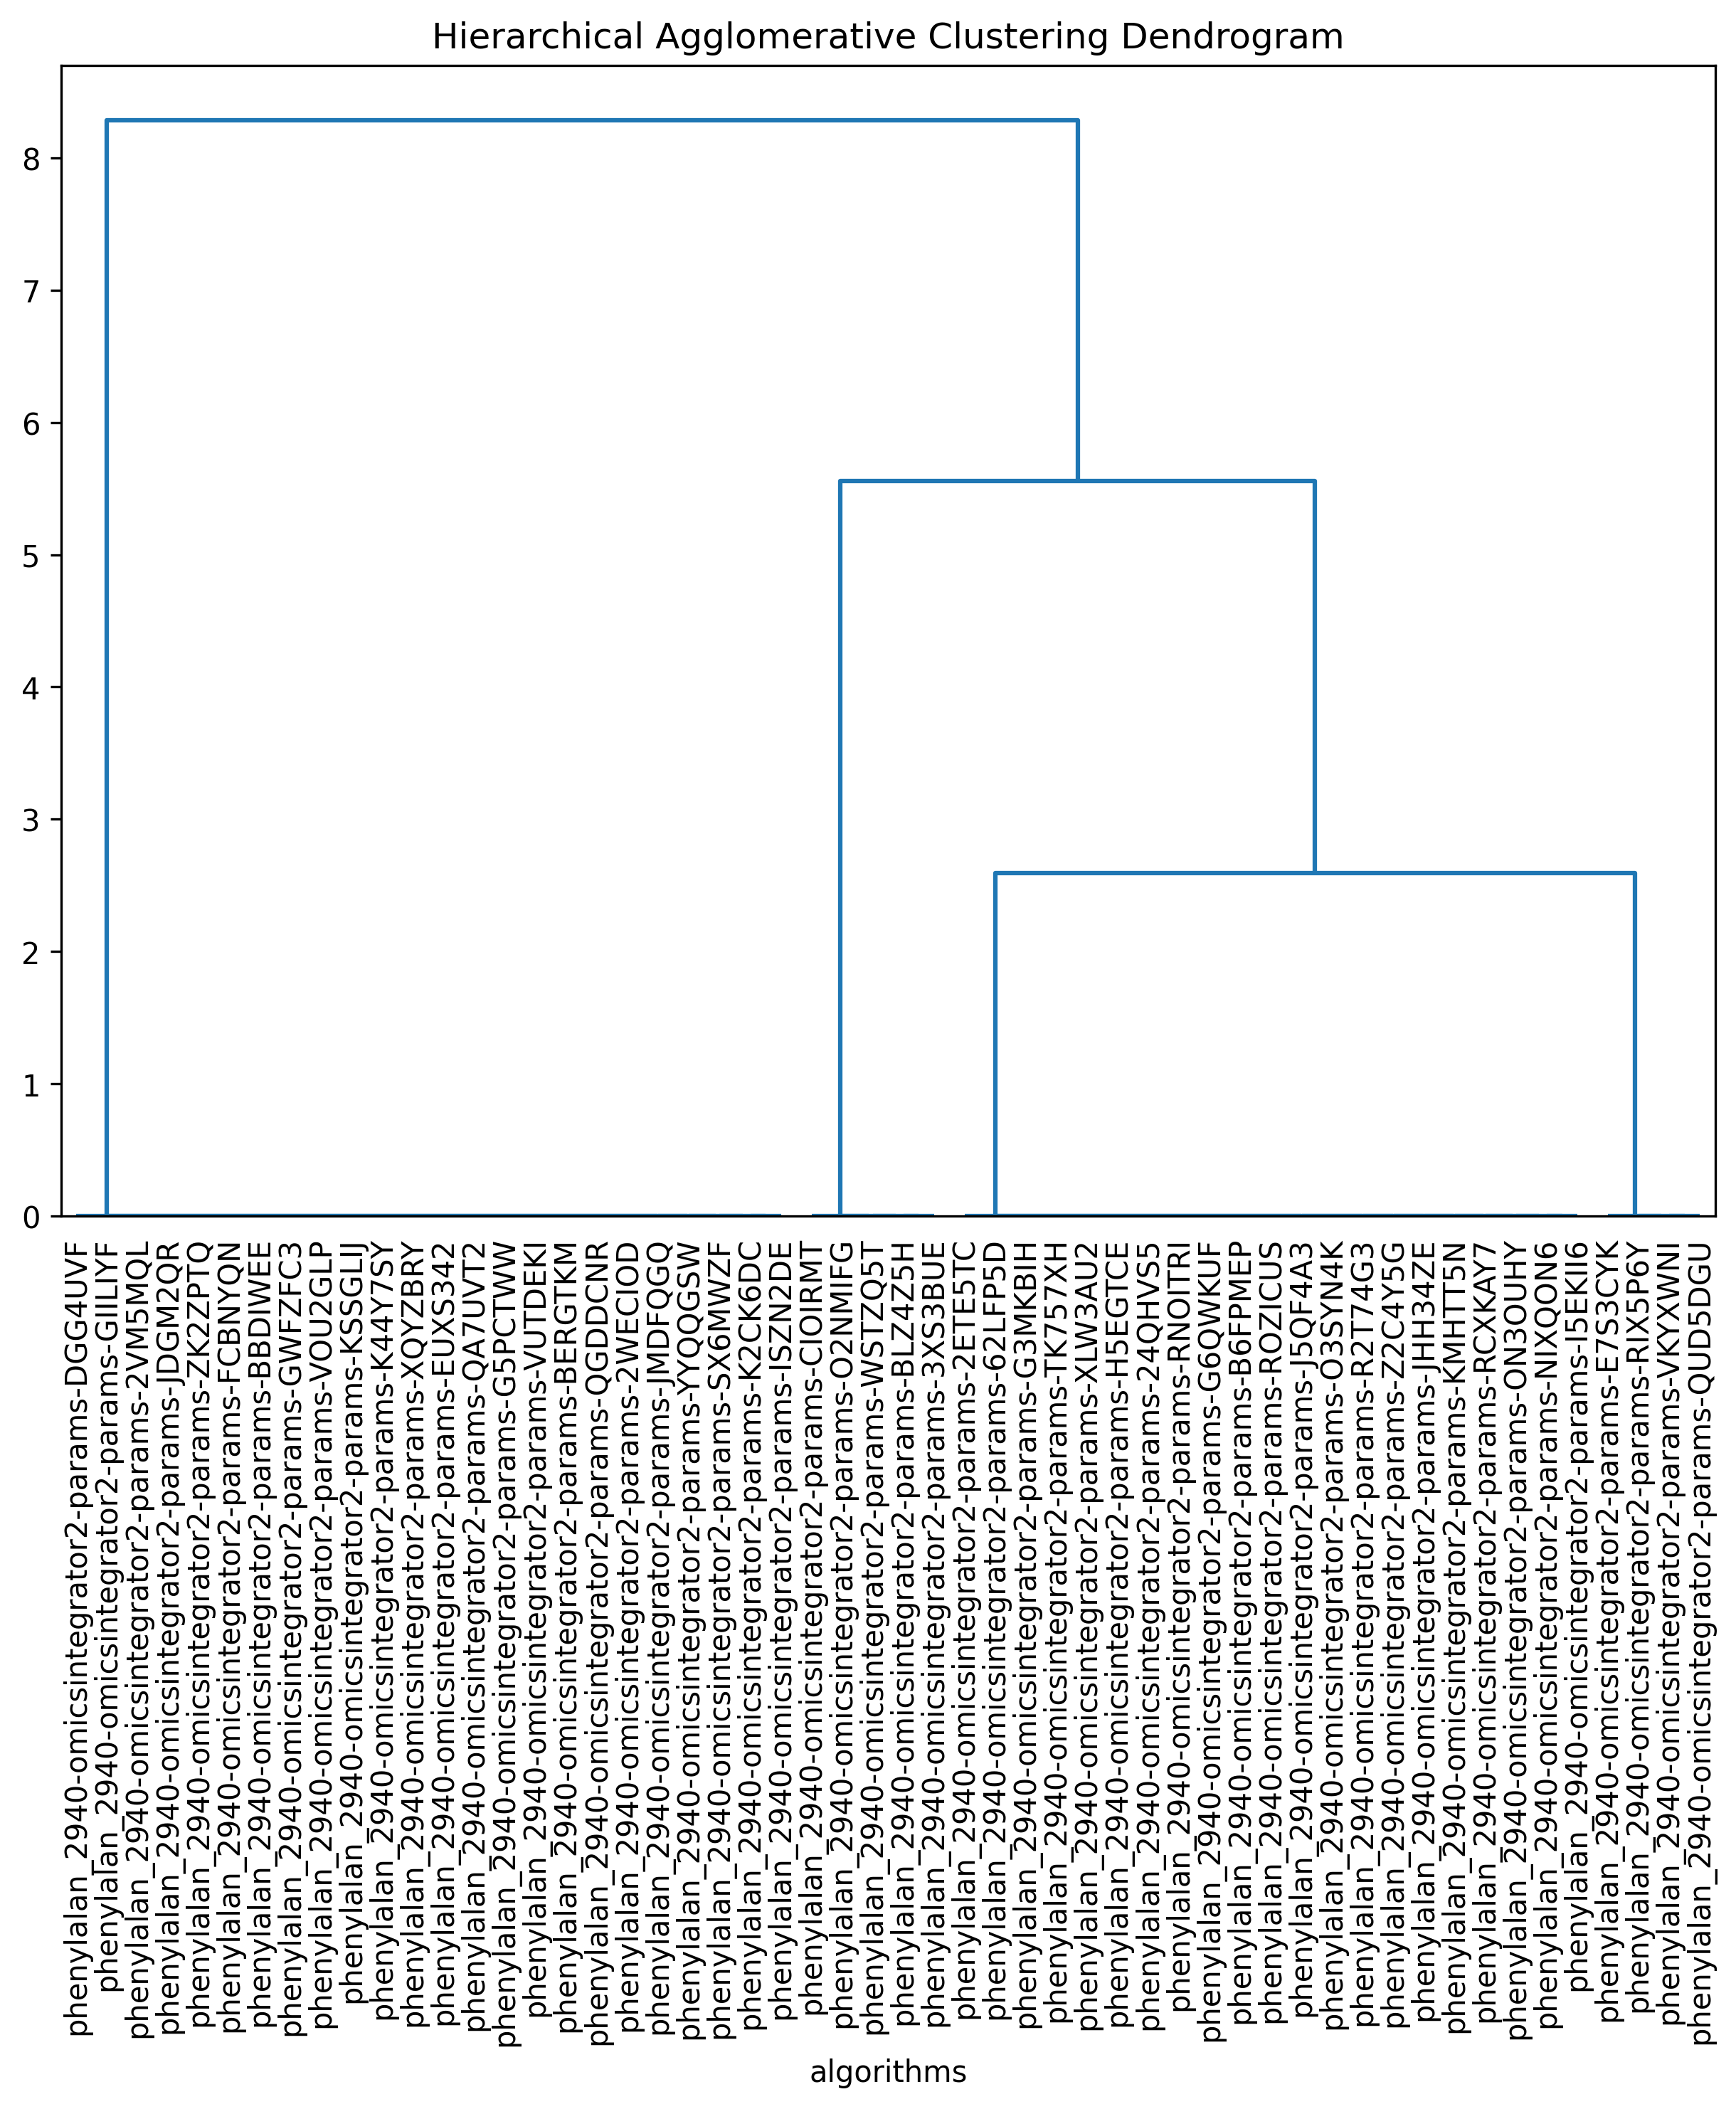 Hierarchical Agglomerative Clustering Dendrogram
8
7
6
5
4
3
2
1
0
phenylalan_2940-omicsintegrator2-params-DGG4UVF
phenylalan_2940-omicsintegrator2-params-GIILIYF
phenylalan_2940-omicsintegrator2-params-2VM5MQL
phenylalan_2940-omicsintegrator2-params-JDGM2QR
phenylalan_2940-omicsintegrator2-params-ZK2ZPTQ
phenylalan_2940-omicsintegrator2-params-FCBNYQN
phenylalan_2940-omicsintegrator2-params-BBDIWEE
phenylalan_2940-omicsintegrator2-params-GWFZFC3
phenylalan_2940-omicsintegrator2-params-VOU2GLP
phenylalan_2940-omicsintegrator2-params-KSSGLIJ
phenylalan_2940-omicsintegrator2-params-K44Y7SY
phenylalan_2940-omicsintegrator2-params-XQYZBRY
phenylalan_2940-omicsintegrator2-params-EUXS342
phenylalan_2940-omicsintegrator2-params-QA7UVT2
phenylalan_2940-omicsintegrator2-params-G5PCTWW
phenylalan_2940-omicsintegrator2-params-VUTDEKI
phenylalan_2940-omicsintegrator2-params-BERGTKM
phenylalan_2940-omicsintegrator2-params-QGDDCNR
phenylalan_2940-omicsintegrator2-params-2WECIOD
phenylalan_2940-omicsintegrator2-params-JMDFQGQ
phenylalan_2940-omicsintegrator2-params-YYQQGSW
phenylalan_2940-omicsintegrator2-params-SX6MWZF
phenylalan_2940-omicsintegrator2-params-K2CK6DC
phenylalan_2940-omicsintegrator2-params-ISZN2DE
phenylalan_2940-omicsintegrator2-params-CIOIRMT
phenylalan_2940-omicsintegrator2-params-O2NMIFG
phenylalan_2940-omicsintegrator2-params-WSTZQ5T
phenylalan_2940-omicsintegrator2-params-BLZ4Z5H
phenylalan_2940-omicsintegrator2-params-3XS3BUE
phenylalan_2940-omicsintegrator2-params-2ETE5TC
phenylalan_2940-omicsintegrator2-params-62LFP5D
phenylalan_2940-omicsintegrator2-params-G3MKBIH
phenylalan_2940-omicsintegrator2-params-TK757XH
phenylalan_2940-omicsintegrator2-params-XLW3AU2
phenylalan_2940-omicsintegrator2-params-H5EGTCE
phenylalan_2940-omicsintegrator2-params-24QHVS5
phenylalan_2940-omicsintegrator2-params-RNOITRI
phenylalan_2940-omicsintegrator2-params-G6QWKUF
phenylalan_2940-omicsintegrator2-params-B6FPMEP
phenylalan_2940-omicsintegrator2-params-ROZICUS
phenylalan_2940-omicsintegrator2-params-J5QF4A3
phenylalan_2940-omicsintegrator2-params-O3SYN4K
phenylalan_2940-omicsintegrator2-params-R2T74G3
phenylalan_2940-omicsintegrator2-params-Z2C4Y5G
phenylalan_2940-omicsintegrator2-params-JHH34ZE
phenylalan_2940-omicsintegrator2-params-KMHTT5N
phenylalan_2940-omicsintegrator2-params-RCXKAY7
phenylalan_2940-omicsintegrator2-params-ON3OUHY
phenylalan_2940-omicsintegrator2-params-NIXQON6
phenylalan_2940-omicsintegrator2-params-I5EKII6
phenylalan_2940-omicsintegrator2-params-E7S3CYK
phenylalan_2940-omicsintegrator2-params-RIX5P6Y
phenylalan_2940-omicsintegrator2-params-VKYXWNI
phenylalan_2940-omicsintegrator2-params-QUD5DGU
algorithms